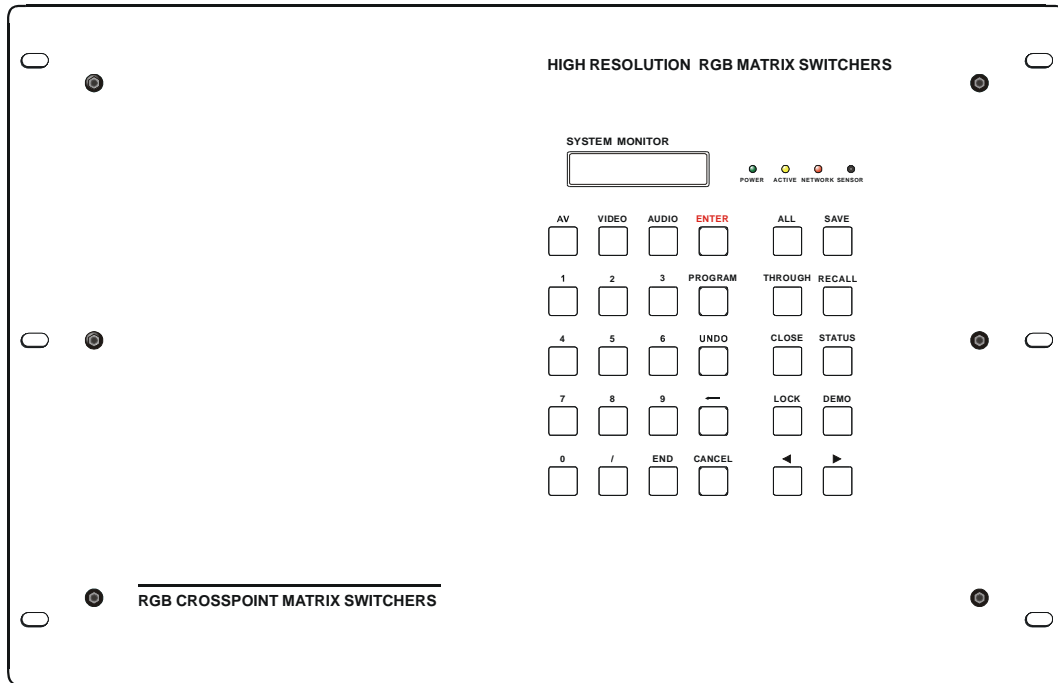 HIGH RESOLUTION RGB MATRIX SWITCHERS
SYSTEM MONITOR
POWER ACTIVE NETWORK SENSOR
AV VIDEO AUDIO ENTER ALL SAVE
1 2 3 PROGRAM THROUGH RECALL
4 5 6 UNDO CLOSE STATUS
7 8 9 ← LOCK DEMO
0 / END CANCEL ◀ ▶
RGB CROSSPOINT MATRIX SWITCHERS